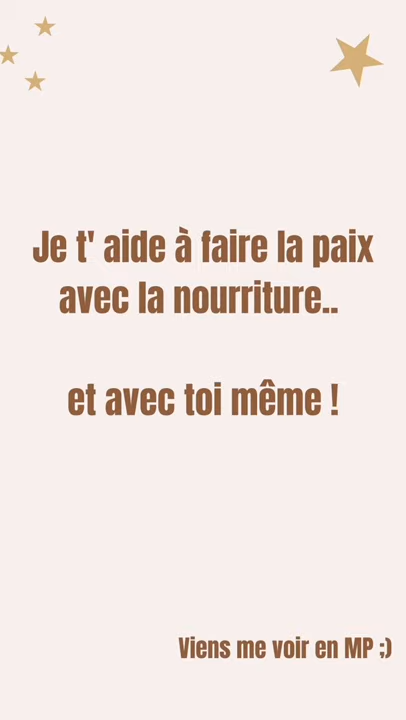 Je t' aide à faire la paix
avec la nourriture..
et avec toi même !
Viens me voir en MP ;)